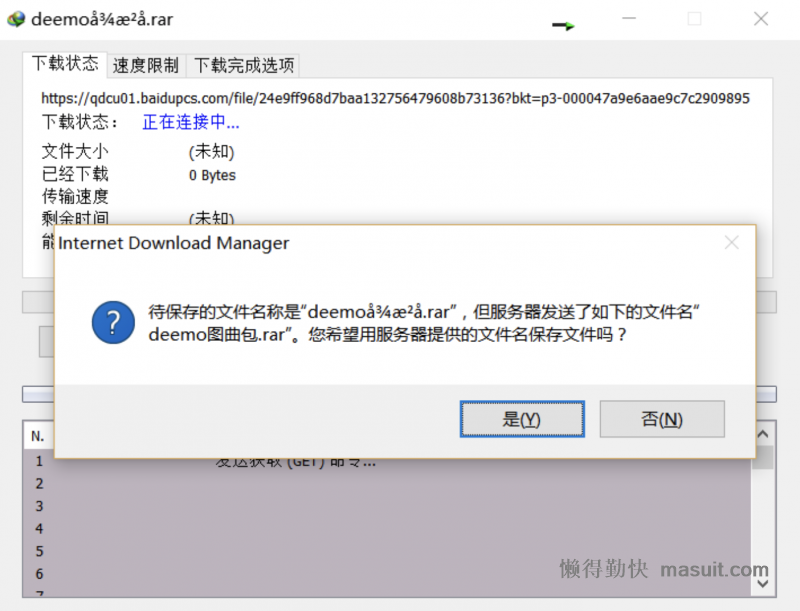 deemoå¾æ²å.rar
下载状态 速度限制 下载完成选项
https://qdcu01.baidupcs.com/file/24e9ff968d7baa132756479608b73136?bkt=p3-000047a9e6aae9c7c2909895
下载状态： 正在连接中...
文件大小 (未知)
已经下载 0 Bytes
传输速度
剩余时间 (未知)
能
Internet Download Manager
待保存的文件名称是“deemoå¾æ²å.rar”，但服务器发送了如下的文件名“
deemo图曲包.rar”。您希望用服务器提供的文件名保存文件吗？
是(Y) 否(N)
N.
1 发送获取 (GET) 命令...
2
3
4
5
6
7
懒得勤快 masuit.com